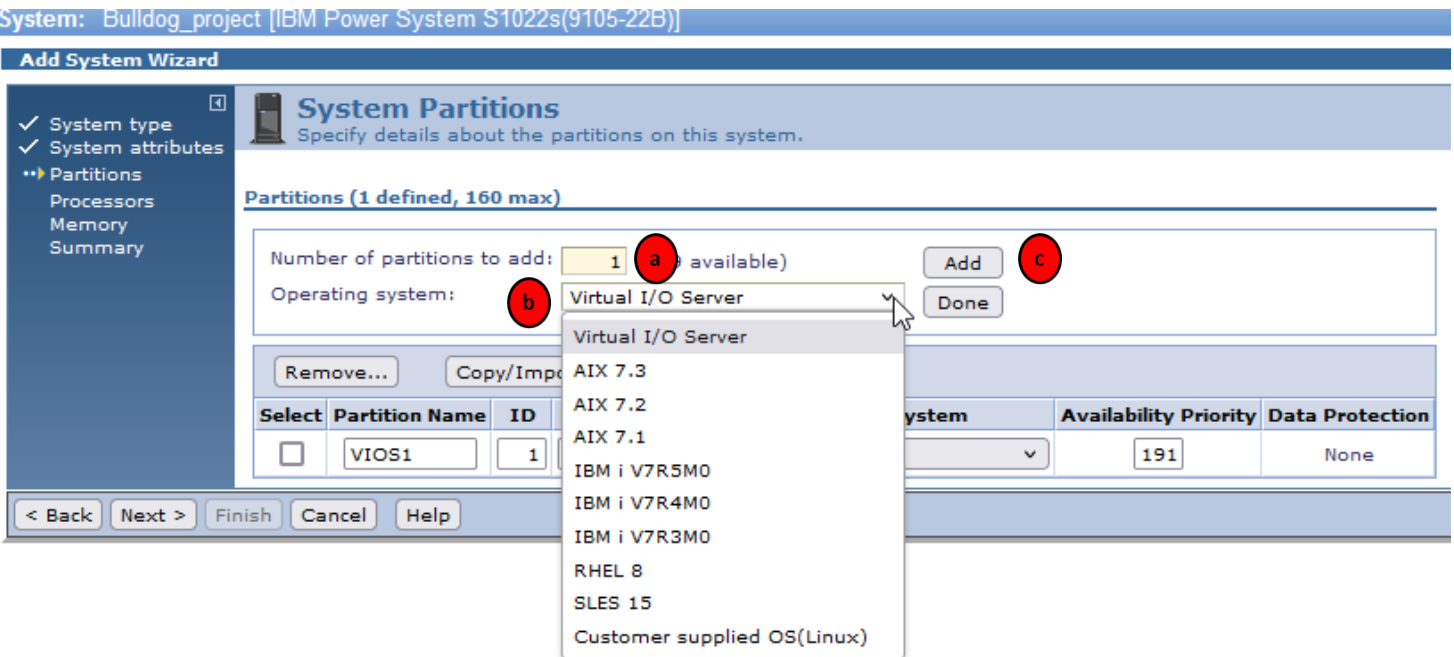 System: Bulldog_project [IBM Power System S1022s(9105-22B)]
Add System Wizard
System type
System attributes
Partitions
Processors
Memory
Summary
System Partitions
Specify details about the partitions on this system.
Partitions (1 defined, 160 max)
Number of partitions to add: 1 a available) Add c
Operating system: b Virtual I/O Server Done
Virtual I/O Server
AIX 7.3
AIX 7.2
AIX 7.1
IBM i V7R5M0
IBM i V7R4M0
IBM i V7R3M0
RHEL 8
SLES 15
Customer supplied OS(Linux)
Remove... Copy/Impo
Select Partition Name ID ystem Availability Priority Data Protection
VIOS1 1 191 None
< Back Next > Finish Cancel Help